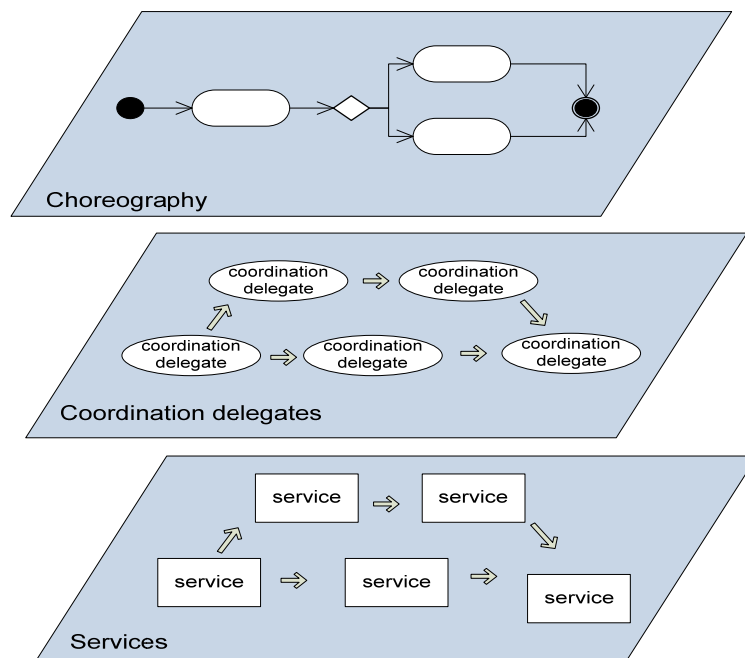 Choreography
coordination
delegate
coordination
delegate
coordination
delegate
coordination
delegate
coordination
delegate
Coordination delegates
service
service
service
service
service
Services